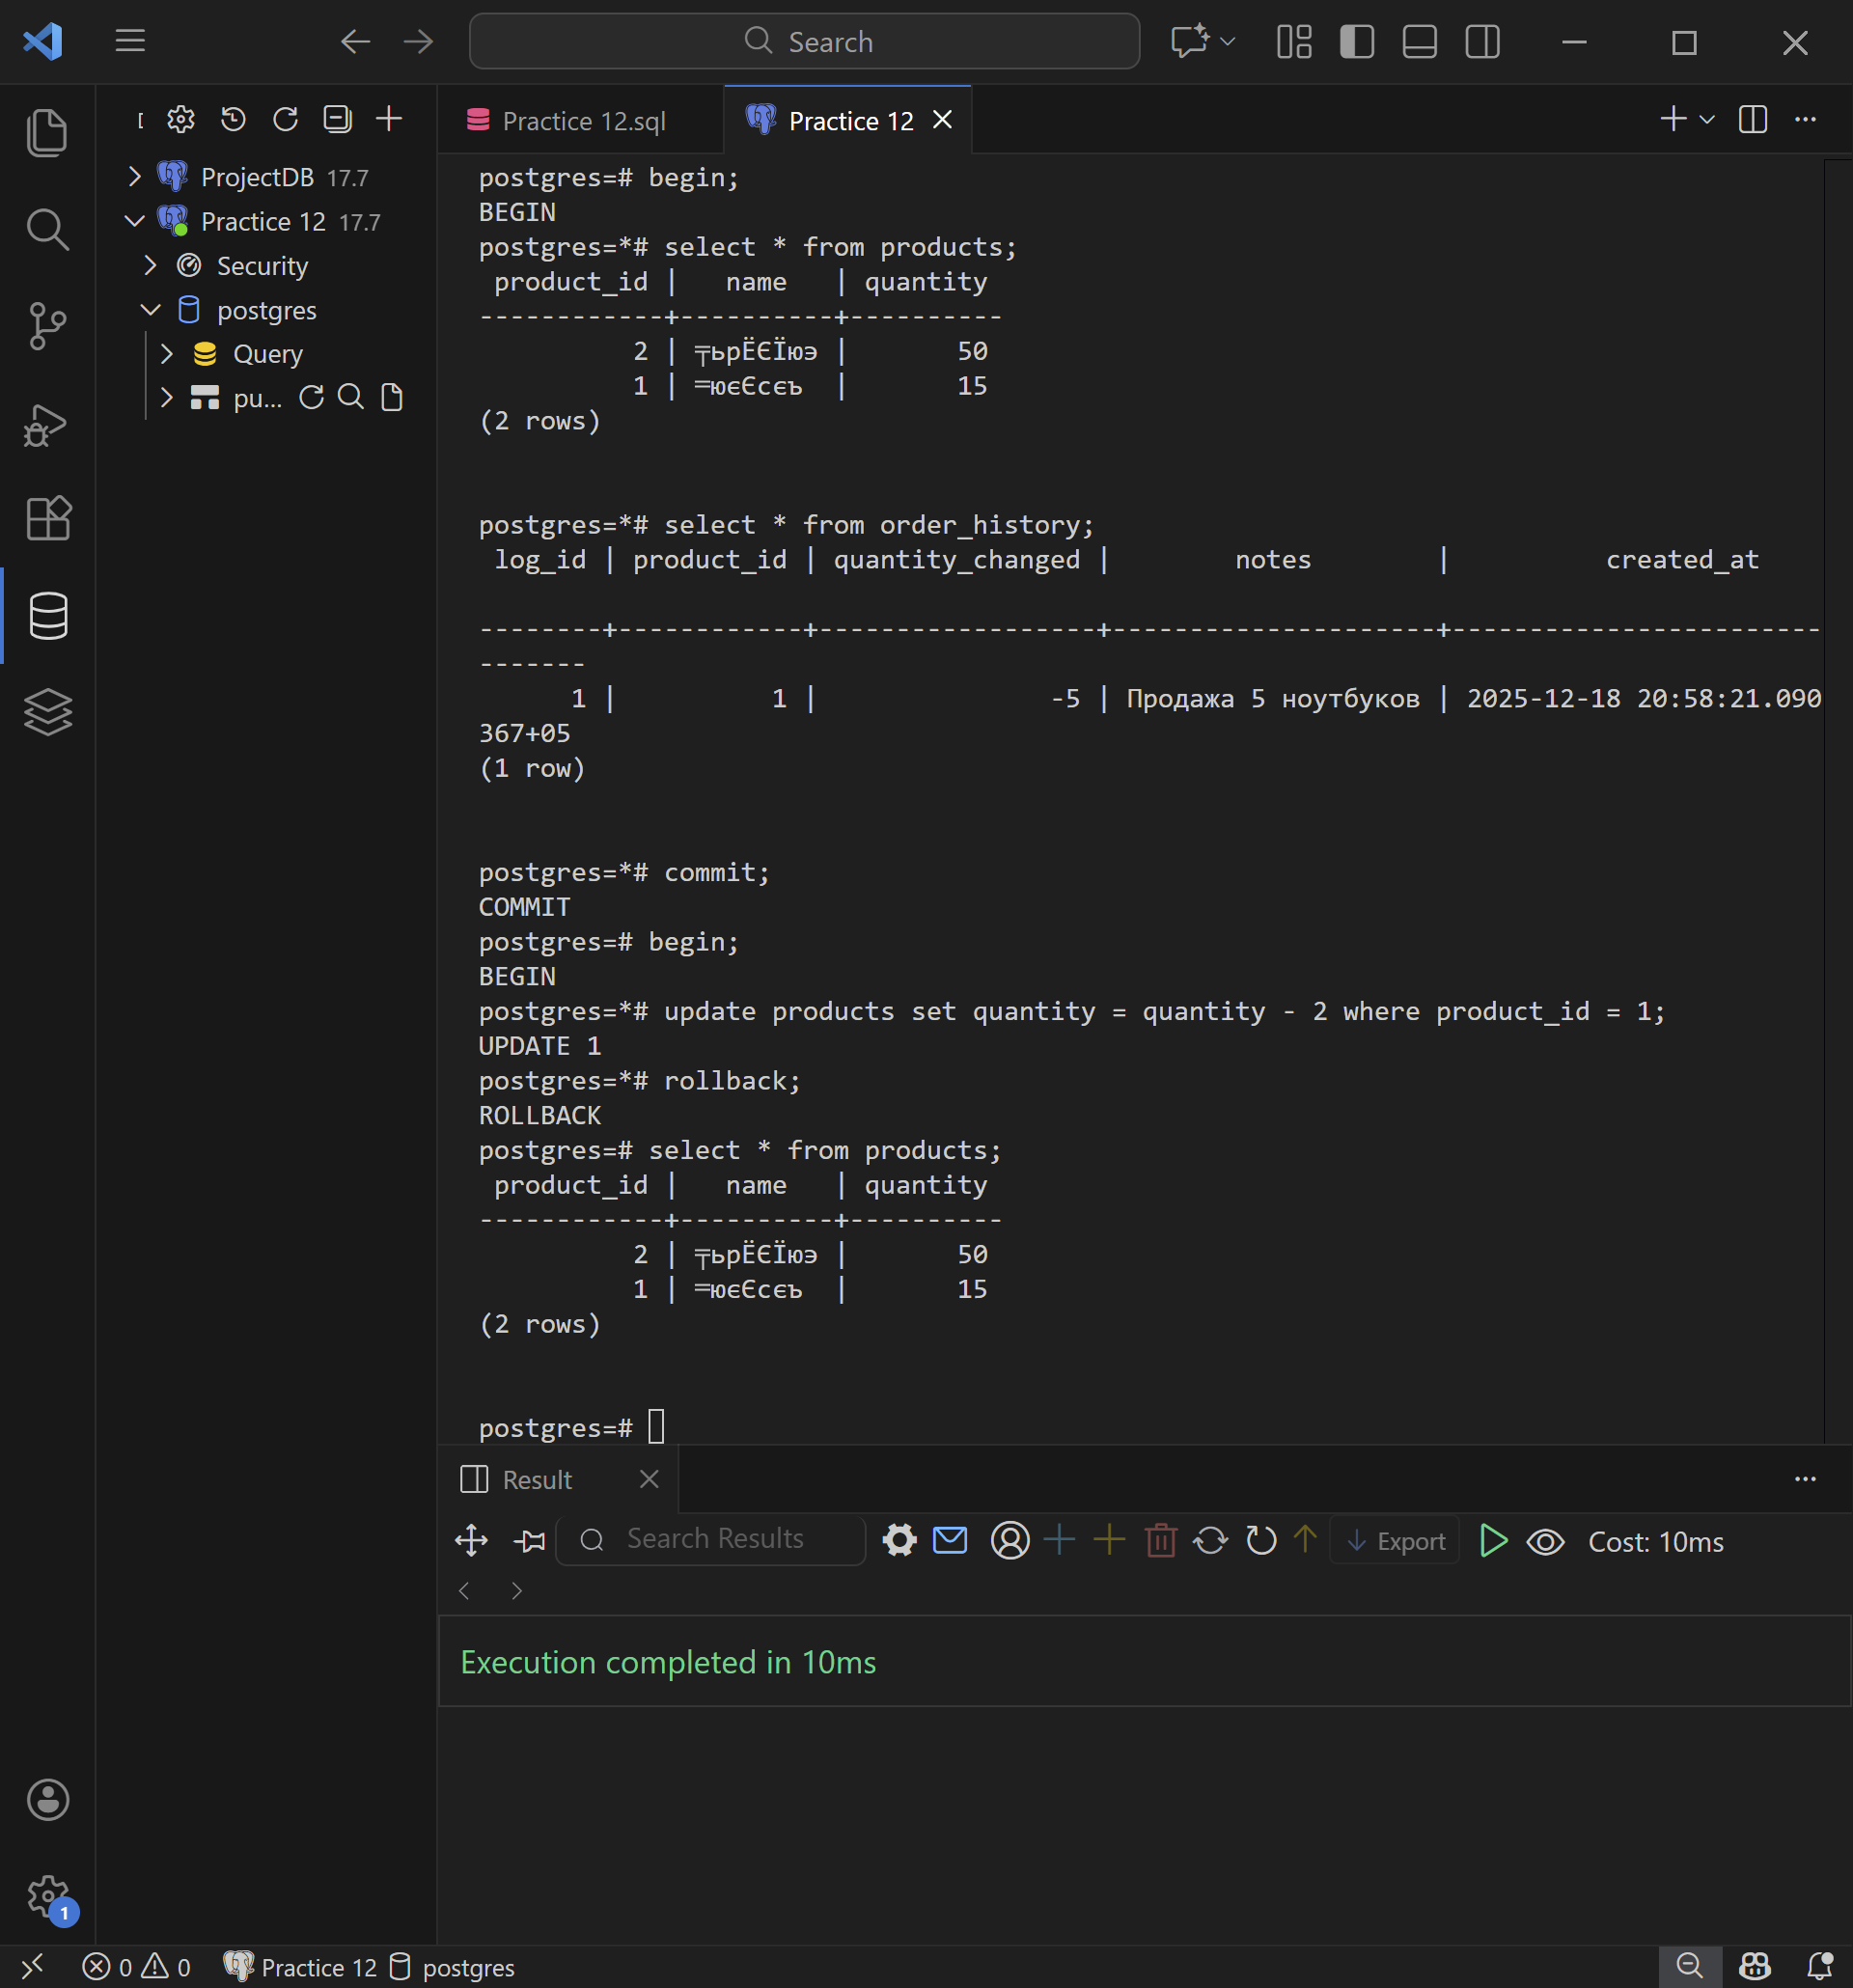 Search
Practice 12.sql
Practice 12
ProjectDB 17.7
Practice 12 17.7
Security
postgres
Query
pu...
postgres=# begin;
BEGIN
postgres=*# select * from products;
 product_id |   name   | quantity
------------+----------+----------
          2 | ╤ьрЁЄЇюэ |       50
          1 | ═юєЄсєъ  |       15
(2 rows)
postgres=*# select * from order_history;
 log_id | product_id | quantity_changed |        notes        |          created_at
--------+------------+------------------+---------------------+------------------------
-------
      1 |          1 |               -5 | Продажа 5 ноутбуков | 2025-12-18 20:58:21.090
367+05
(1 row)
postgres=*# commit;
COMMIT
postgres=# begin;
BEGIN
postgres=*# update products set quantity = quantity - 2 where product_id = 1;
UPDATE 1
postgres=*# rollback;
ROLLBACK
postgres=# select * from products;
 product_id |   name   | quantity
------------+----------+----------
          2 | ╤ьрЁЄЇюэ |       50
          1 | ═юєЄсєъ  |       15
(2 rows)
postgres=#
Result
Search Results
Export
Cost: 10ms
Execution completed in 10ms
1
0 0 Practice 12 postgres